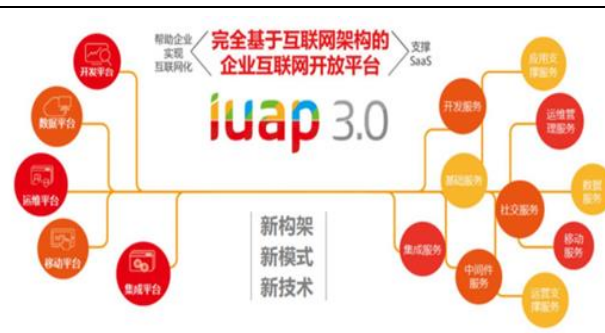 帮助企业
实现
互联网化
完全基于互联网架构的
企业互联网开放平台
支撑
SaaS
iuap 3.0
开发平台
数据平台
运维平台
移动平台
集成平台
新构架
新模式
新技术
应用支
撑服务
开发服务
运维管
理服务
基础服务
数据
服务
社交服务
集成服务
移动
服务
中间件
服务
运营支
撑服务